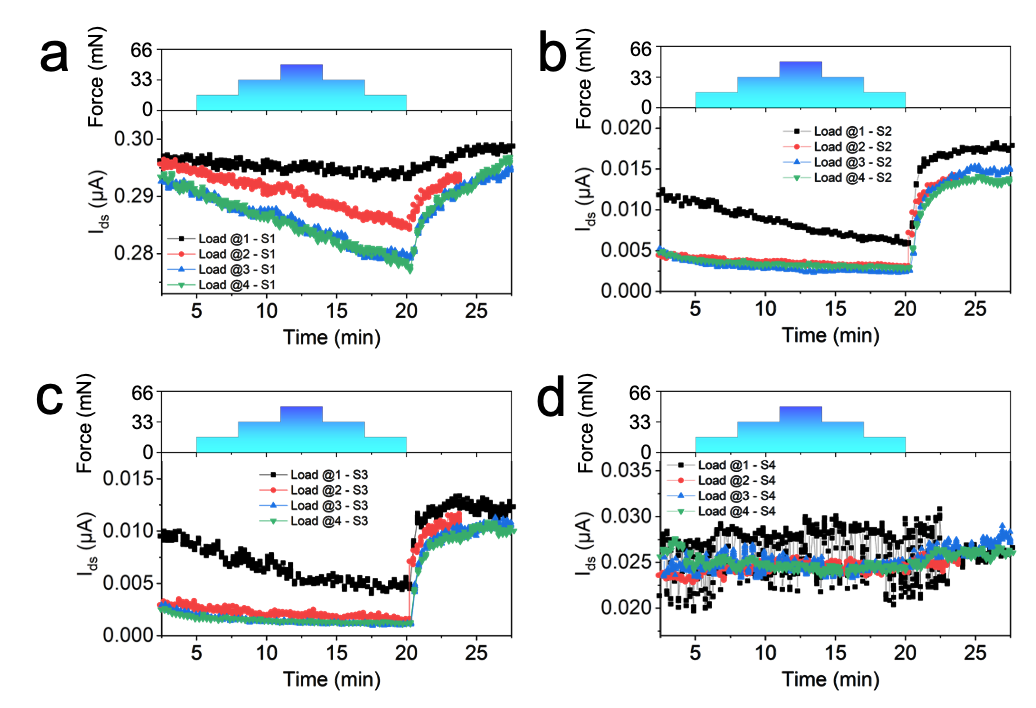 a
Force (mN)
66
33
0
Ids (µA)
0.30
0.29
0.28
Load @1 - S1
Load @2 - S1
Load @3 - S1
Load @4 - S1
5 10 15 20 25
Time (min)
b
Force (mN)
66
33
0
Ids (µA)
0.020
0.015
0.010
0.005
0.000
Load @1 - S2
Load @2 - S2
Load @3 - S2
Load @4 - S2
5 10 15 20 25
Time (min)
c
Force (mN)
66
33
0
Ids (µA)
0.015
0.010
0.005
0.000
Load @1 - S3
Load @2 - S3
Load @3 - S3
Load @4 - S3
5 10 15 20 25
Time (min)
d
Force (mN)
66
33
0
Ids (µA)
0.035
0.030
0.025
0.020
Load @1 - S4
Load @2 - S4
Load @3 - S4
Load @4 - S4
5 10 15 20 25
Time (min)